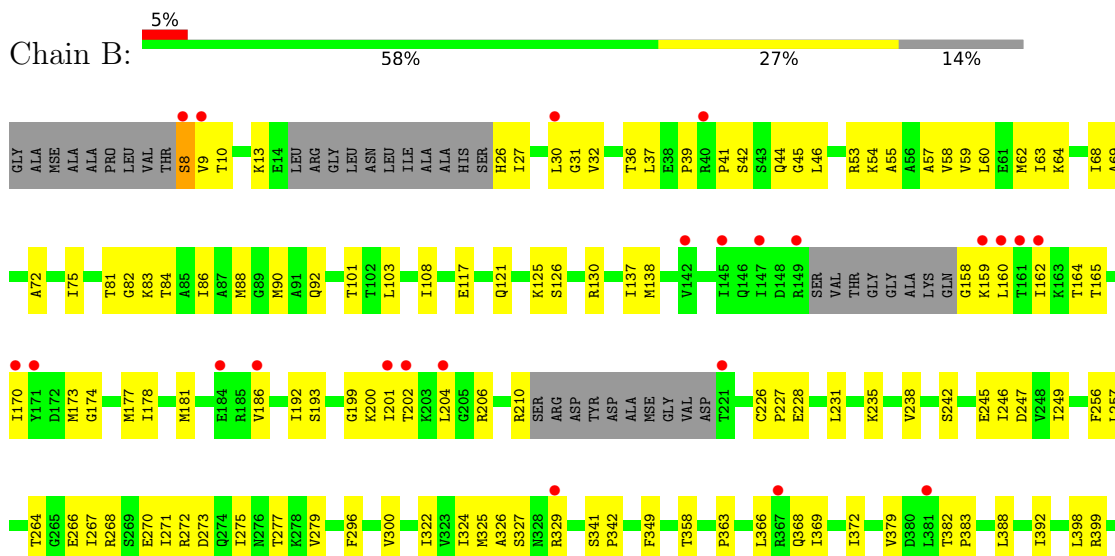 5%
Chain B:
58% 27% 14%
GLY ALA MSE ALA ALA PRO LEU VAL THR S8 V9 T10 K13 E14 LEU ARG GLY LEU ASN LEU ILE ALA ALA HIS SER H26 I27 L30 G31 V32 T36 L37 E38 P39 R40 P41 S42 S43 Q44 G45 L46 R53 K54 A55 A56 A57 V58 V59 L60 E61 M62 I63 K64 I68
A72 I75 T81 G82 K83 T84 A85 I86 A87 M88 G89 M90 A91 Q92 T101 T102 L103 I108 E117 Q121 K125 S126 R130 I137 M138 V142 I145 Q146 I147 D148 R149 SER VAL THR GLY GLY ALA LYS GLN G158 K159 L160 T161 I162 K163 T164 T165
I170 Y171 D172 M173 G174 M177 I178 M181 E184 R185 V186 I192 S193 G199 K200 I201 T202 K203 L204 G205 R206 R210 SER ARG ASP TYR ASP ALA MSE GLY VAL ASP T221 C226 P227 E228 L231 K235 V238 S242 E245 I246 D247 V248 I249 F256
T264 G265 E266 I267 R268 S269 E270 I271 R272 D273 Q274 I275 N276 T277 K278 V279 F296 V300 I322 V323 I324 M325 A326 S327 N328 R329 S341 P342 F349 T358 P363 L366 R367 Q368 I369 I372 V379 D380 L381 T382 P383 L388 I392 L398 R399